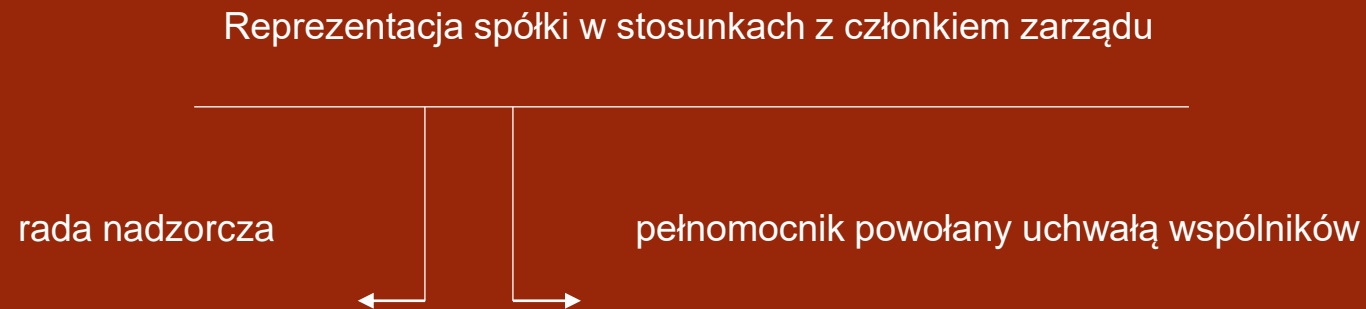 Reprezentacja spółki w stosunkach z członkiem zarządu
rada nadzorcza
pełnomocnik powołany uchwałą wspólników